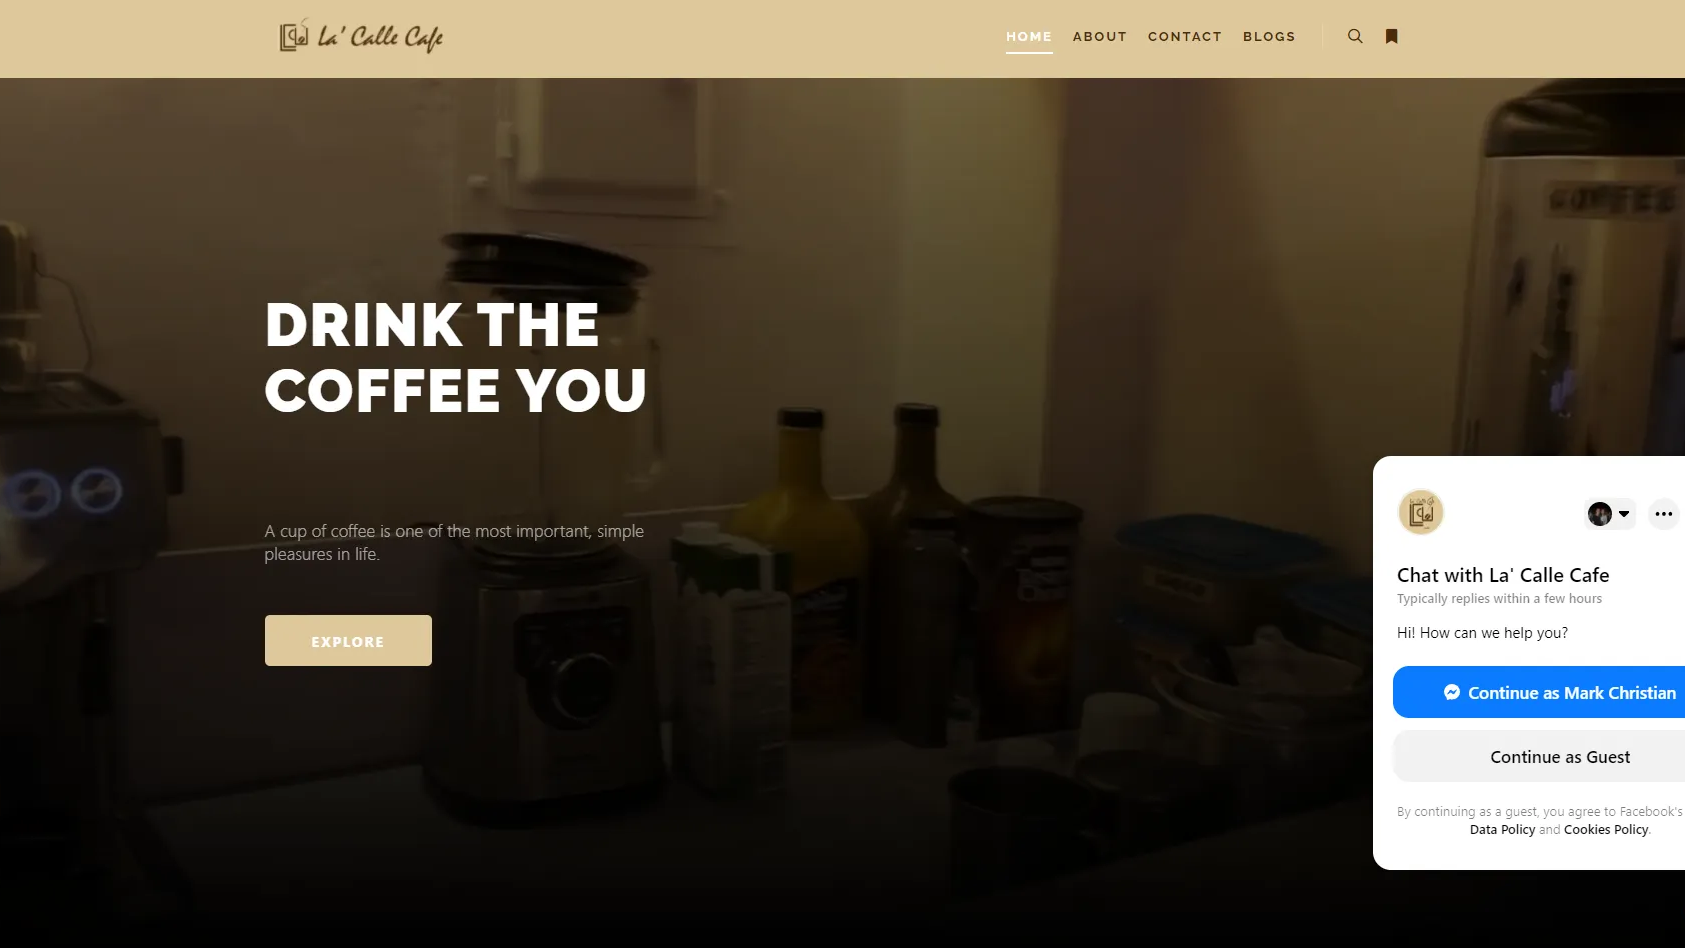 La' Calle Cafe
HOME ABOUT CONTACT BLOGS
COFFEE
DRINK THE
COFFEE YOU
A cup of coffee is one of the most important, simple
pleasures in life.
EXPLORE
Chat with La' Calle Cafe
Typically replies within a few hours
Hi! How can we help you?
Continue as Mark Christian
Continue as Guest
By continuing as a guest, you agree to Facebook's
Data Policy and Cookies Policy.